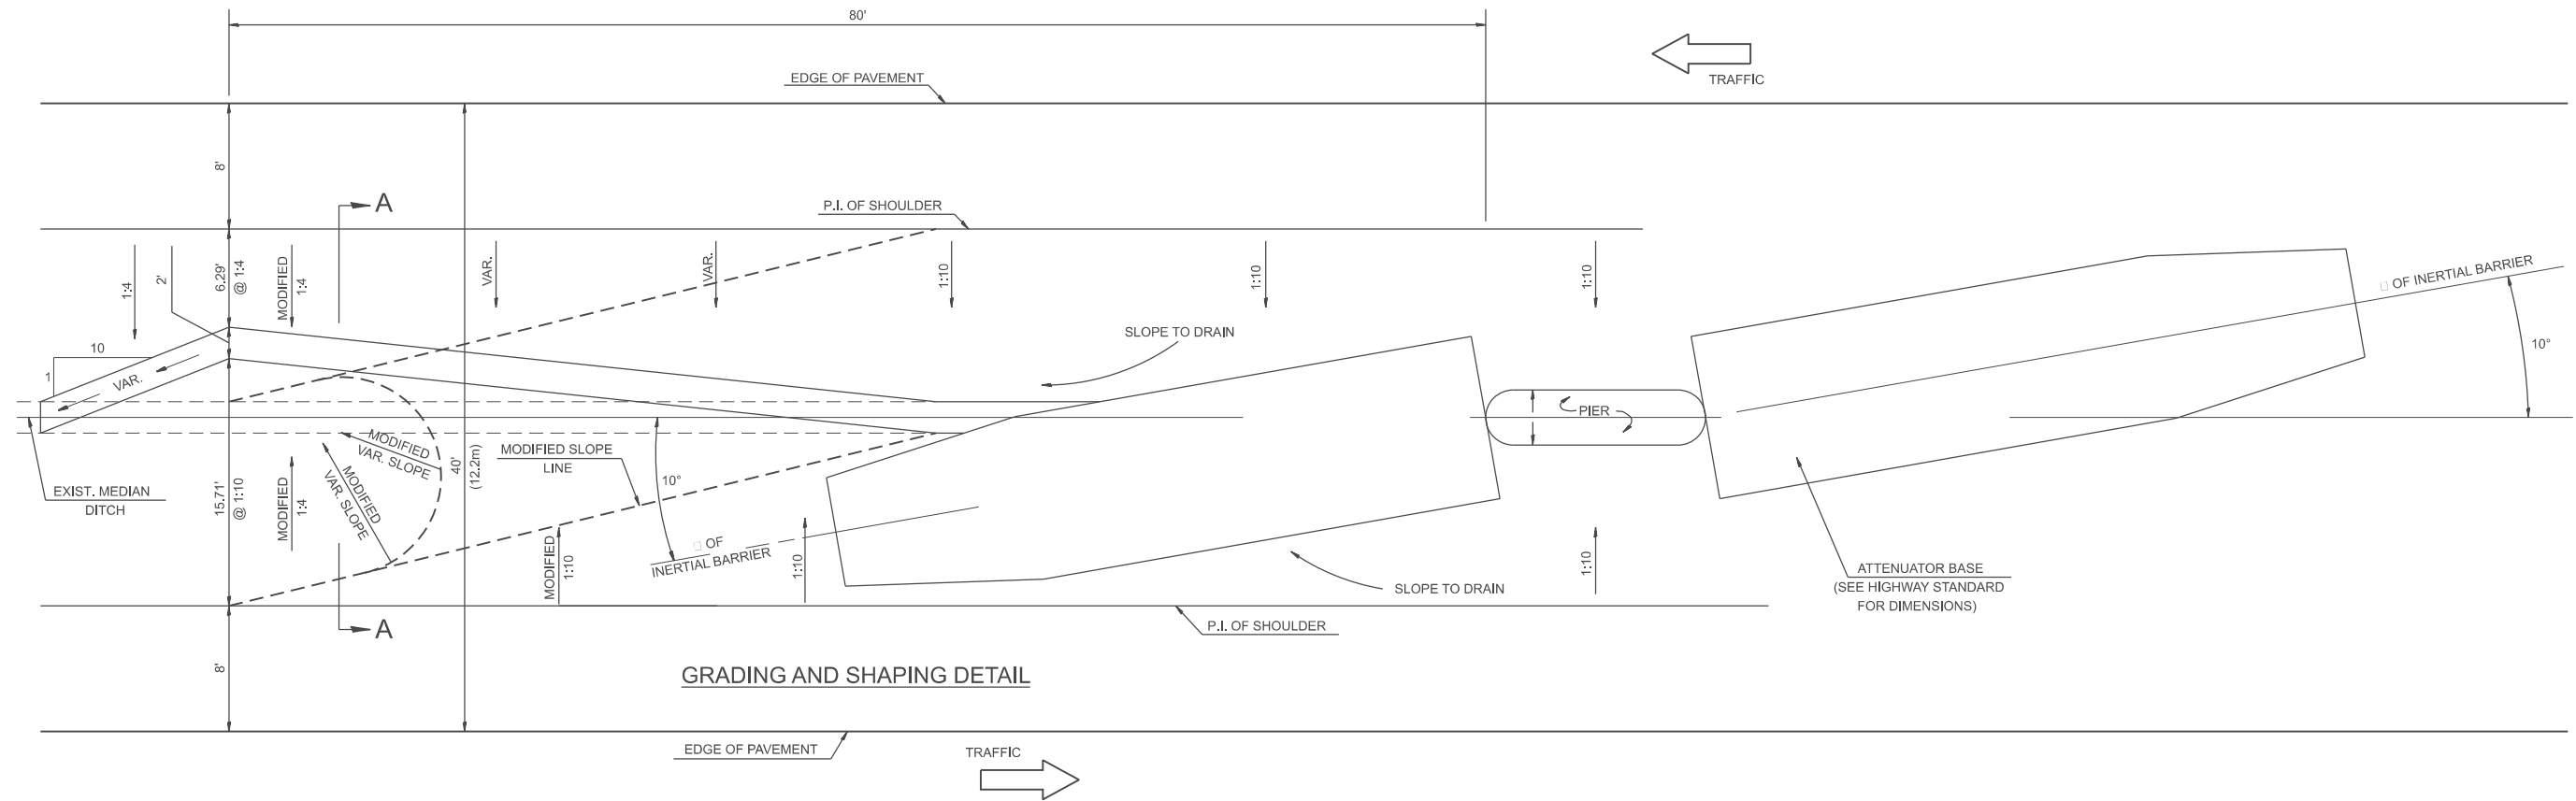 80'
TRAFFIC
EDGE OF PAVEMENT
8'
A
P.I. OF SHOULDER
1:4
2'
6.29'
@ 1:4
MODIFIED
1:4
VAR.
VAR.
1:10
1:10
1:10
□ OF INERTIAL BARRIER
10°
SLOPE TO DRAIN
10
1
VAR.
PIER
MODIFIED
VAR. SLOPE
MODIFIED
VAR. SLOPE
40'
(12.2m)
MODIFIED SLOPE
LINE
10°
EXIST. MEDIAN
DITCH
15.71'
@ 1:10
MODIFIED
1:4
□ OF
INERTIAL BARRIER
MODIFIED
1:10
1:10
1:10
SLOPE TO DRAIN
ATTENUATOR BASE
(SEE HIGHWAY STANDARD
FOR DIMENSIONS)
A
P.I. OF SHOULDER
8'
GRADING AND SHAPING DETAIL
EDGE OF PAVEMENT
TRAFFIC